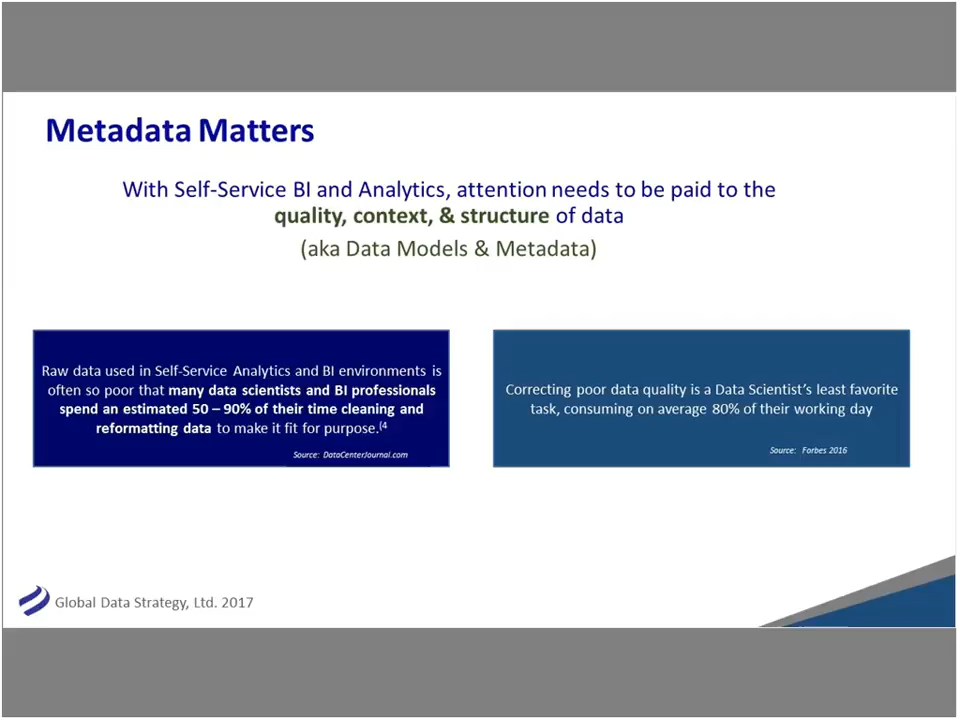 Metadata Matters
With Self-Service BI and Analytics, attention needs to be paid to the
quality, context, & structure of data
(aka Data Models & Metadata)
Raw data used in Self-Service Analytics and BI environments is
often so poor that many data scientists and BI professionals
spend an estimated 50 – 90% of their time cleaning and
reformatting data to make it fit for purpose.(4
Source: DataCenterJournal.com
Correcting poor data quality is a Data Scientist's least favorite
task, consuming on average 80% of their working day
Source: Forbes 2016
Global Data Strategy, Ltd. 2017